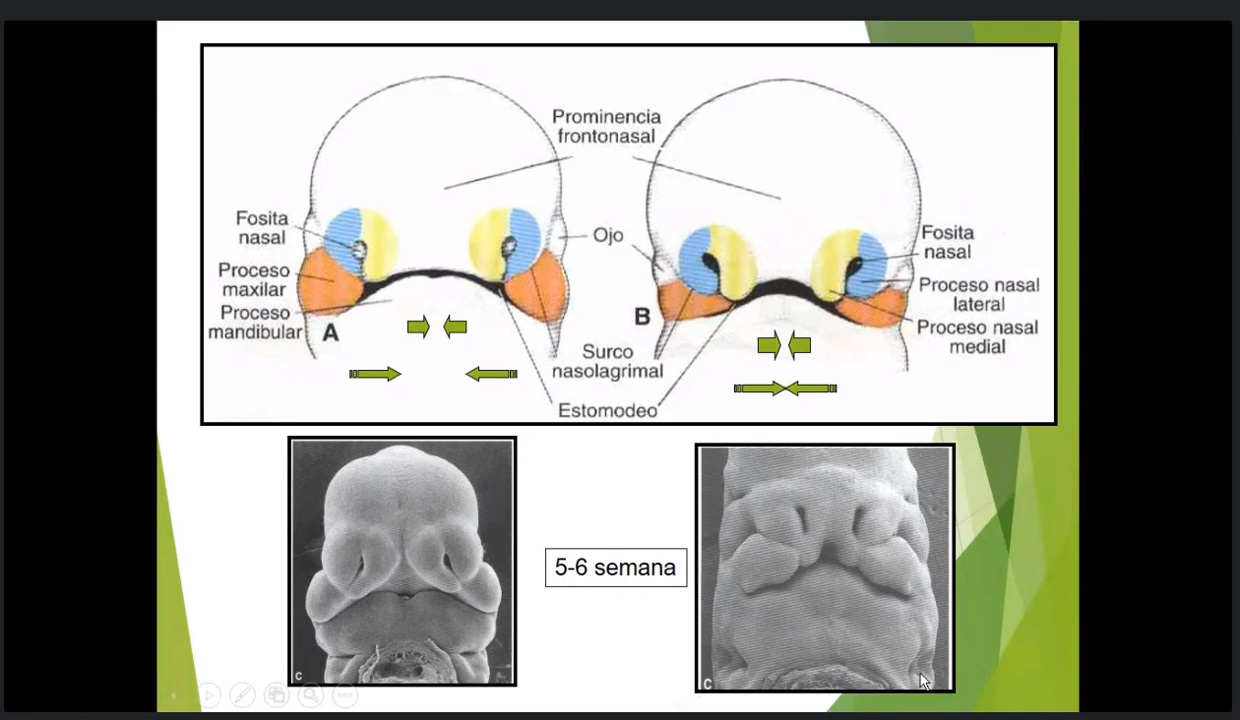 Prominencia
frontonasal
Fosita
nasal
Proceso
maxilar
Proceso
mandibular
A
Ojo
B
Surco
nasolagrimal
Estomodeo
Fosita
nasal
Proceso nasal
lateral
Proceso nasal
medial
C
5-6 semana
C